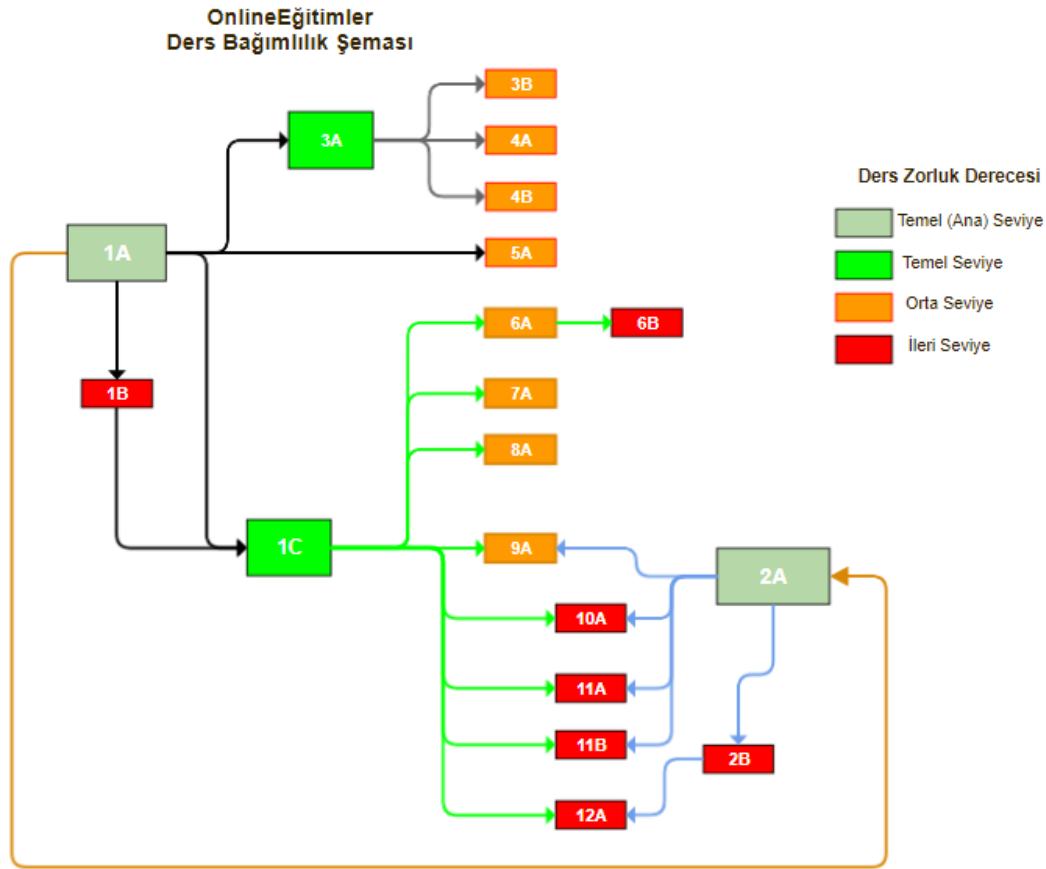 OnlineEğitimler
Ders Bağımlılık Şeması
3B
3A
4A
4B
1A
5A
6A
6B
1B
7A
8A
1C
9A
2A
10A
11A
11B
2B
12A
Ders Zorluk Derecesi
Temel (Ana) Seviye
Temel Seviye
Orta Seviye
İleri Seviye